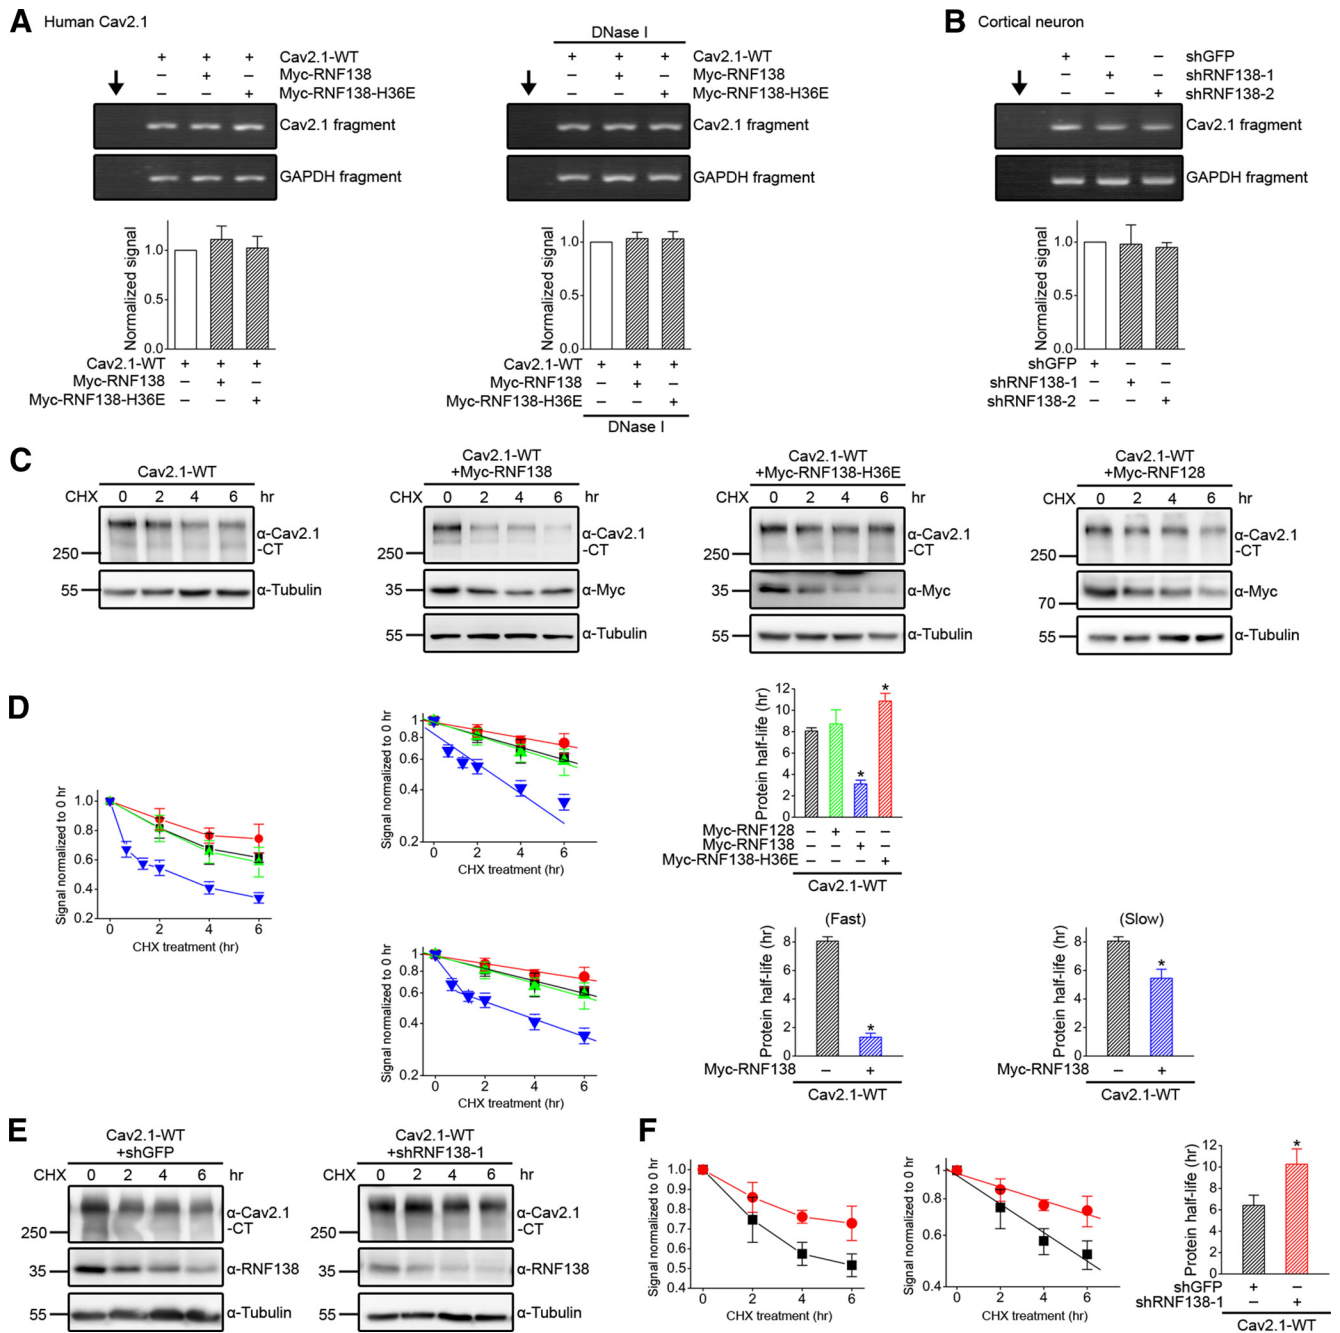 A Human Cav2.1
+ + + Cav2.1-WT
− + − Myc-RNF138
− − + Myc-RNF138-H36E
Cav2.1 fragment
GAPDH fragment
Normalized signal
1.0
0.5
0.0
Cav2.1-WT + + +
Myc-RNF138 − + −
Myc-RNF138-H36E − − +
DNase I
+ + + Cav2.1-WT
− + − Myc-RNF138
− − + Myc-RNF138-H36E
Cav2.1 fragment
GAPDH fragment
Normalized signal
1.0
0.5
0.0
Cav2.1-WT + + +
Myc-RNF138 − + −
Myc-RNF138-H36E − − +
DNase I
B Cortical neuron
+ − − shGFP
− + − shRNF138-1
− − + shRNF138-2
Cav2.1 fragment
GAPDH fragment
Normalized signal
1.0
0.5
0.0
shGFP + − −
shRNF138-1 − + −
shRNF138-2 − − +
C
Cav2.1-WT
CHX 0 2 4 6 hr
α-Cav2.1
-CT
250
55 α-Tubulin
Cav2.1-WT
+Myc-RNF138
CHX 0 2 4 6 hr
α-Cav2.1
-CT
250
35 α-Myc
55 α-Tubulin
Cav2.1-WT
+Myc-RNF138-H36E
CHX 0 2 4 6 hr
α-Cav2.1
-CT
250
35 α-Myc
55 α-Tubulin
Cav2.1-WT
+Myc-RNF128
CHX 0 2 4 6 hr
α-Cav2.1
-CT
250
α-Myc
70
55 α-Tubulin
D
Signal normalized to 0 hr
1.0
0.8
0.6
0.4
0.2
0 2 4 6
CHX treatment (hr)
Signal normalized to 0 hr
1
0.8
0.6
0.4
0.2
0 2 4 6
CHX treatment (hr)
Signal normalized to 0 hr
1
0.8
0.6
0.4
0.2
0 2 4 6
CHX treatment (hr)
Protein half-life (hr)
12
10
8
6
4
2
0
* *
Myc-RNF128 − + − −
Myc-RNF138 − − + −
Myc-RNF138-H36E − − − +
Cav2.1-WT
(Fast)
Protein half-life (hr)
8
6
4
2
0
*
Myc-RNF138 − +
Cav2.1-WT
(Slow)
Protein half-life (hr)
8
6
4
2
0
*
Myc-RNF138 − +
Cav2.1-WT
E
Cav2.1-WT
+shGFP
CHX 0 2 4 6 hr
α-Cav2.1
-CT
250
35 α-RNF138
55 α-Tubulin
Cav2.1-WT
+shRNF138-1
CHX 0 2 4 6 hr
α-Cav2.1
-CT
250
35 α-RNF138
55 α-Tubulin
F
Signal normalized to 0 hr
1.0
0.9
0.8
0.7
0.6
0.5
0.4
0 2 4 6
CHX treatment (hr)
Signal normalized to 0 hr
1
0.8
0.6
0.4
0 2 4 6
CHX treatment (hr)
Protein half-life (hr)
12
10
8
6
4
2
0
*
shGFP + −
shRNF138-1 − +
Cav2.1-WT